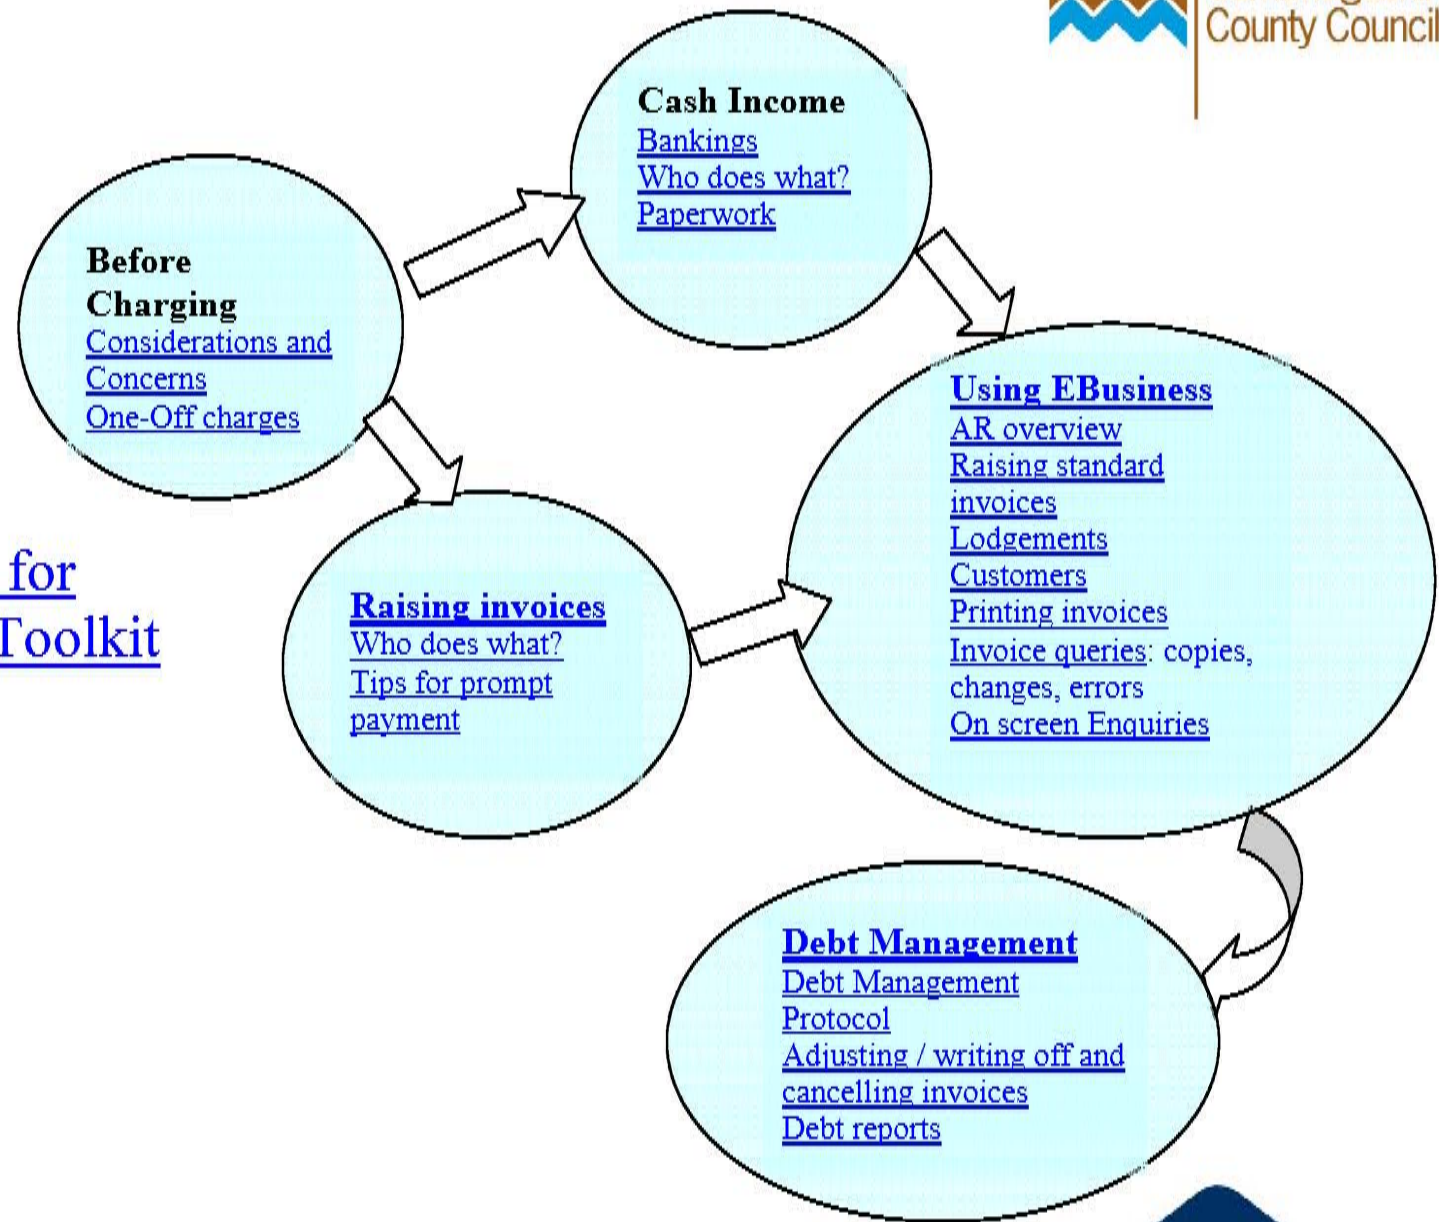 County Council
Cash Income
Bankings
Who does what?
Paperwork
Before
Charging
Considerations and
Concerns
One-Off charges
Using EBusiness
AR overview
Raising standard
invoices
Lodgements
Customers
Printing invoices
Invoice queries: copies,
changes, errors
On screen Enquiries
for
Toolkit
Raising invoices
Who does what?
Tips for prompt
payment
Debt Management
Debt Management
Protocol
Adjusting / writing off and
cancelling invoices
Debt reports